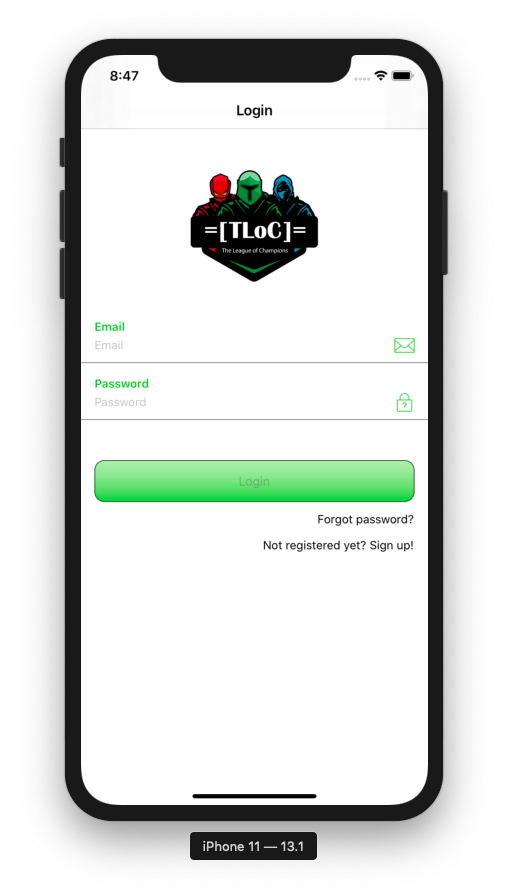 8:47
Login
=[TLoC]=
The League of Champions
Email
Email
Password
Password
?
Login
Forgot password?
Not registered yet? Sign up!
iPhone 11 — 13.1